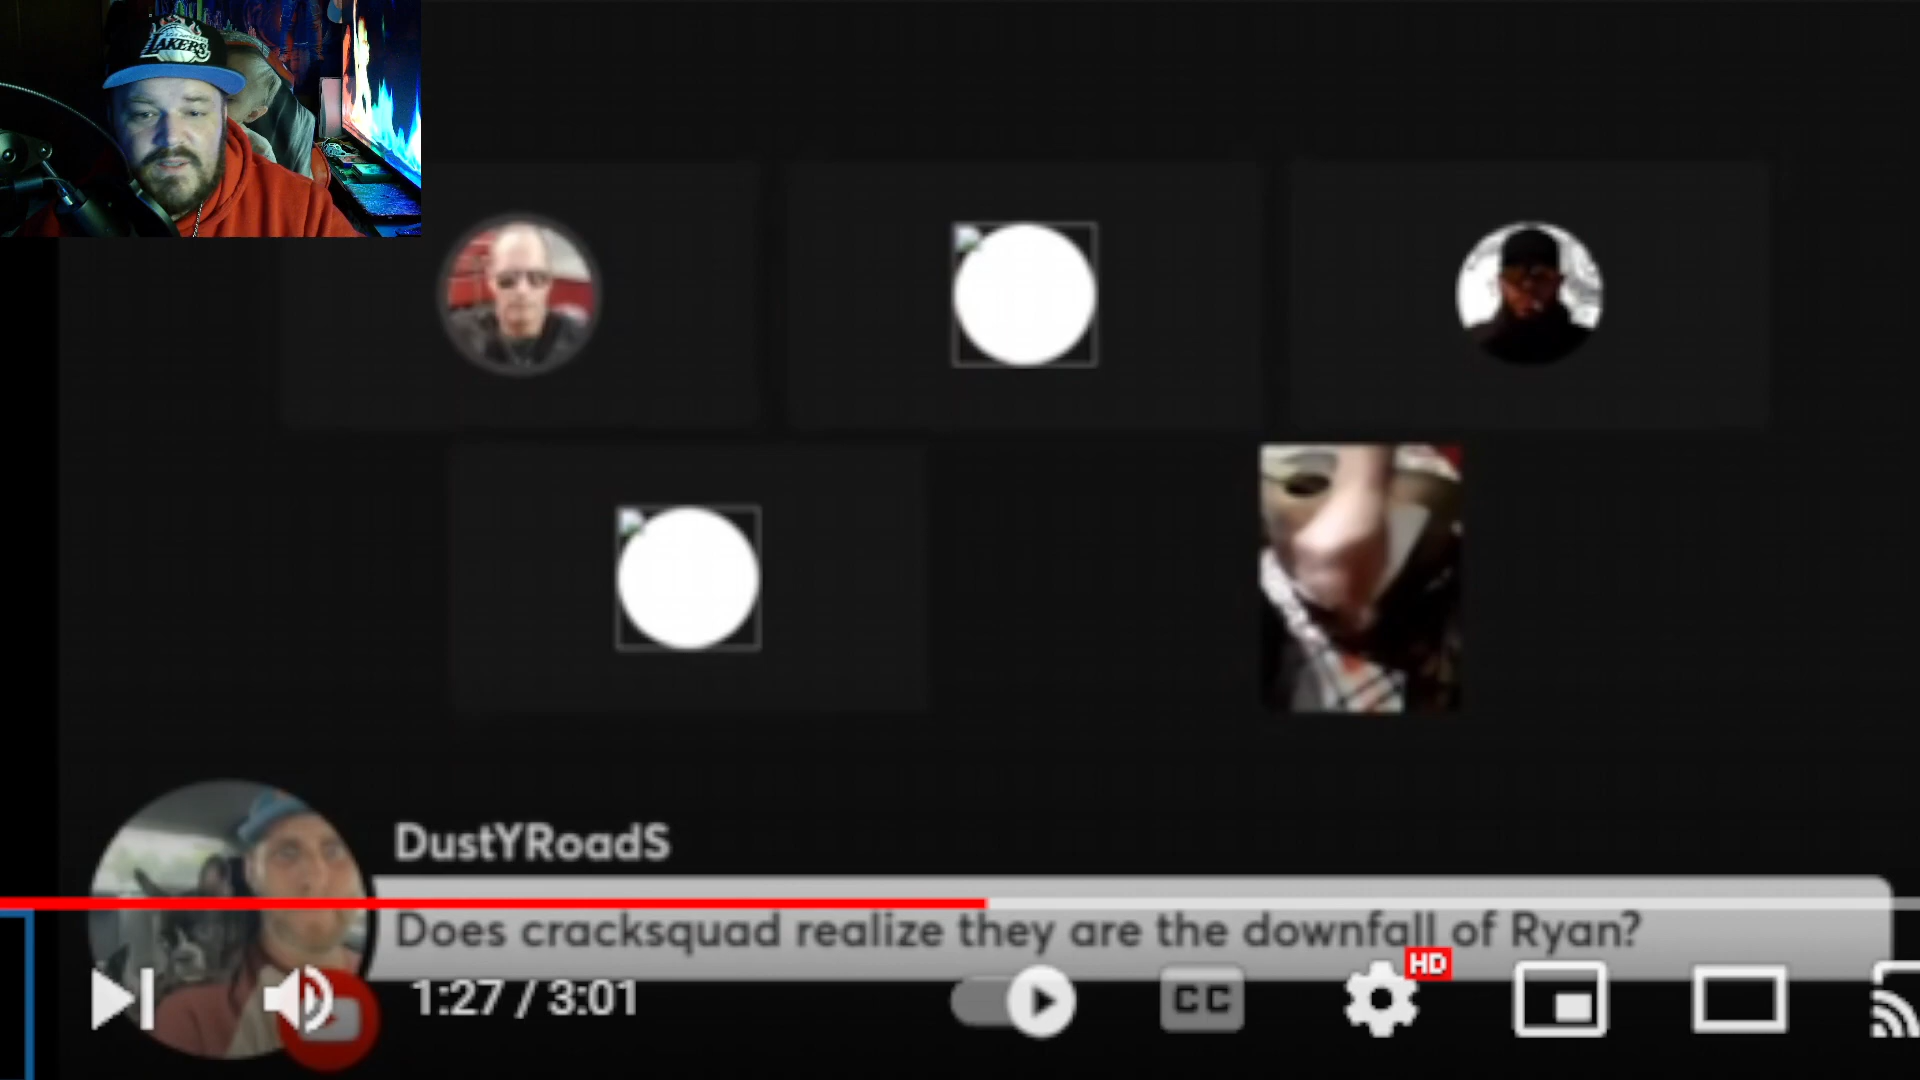 LAKERS
DustYRoadS
Does cracksquad realize they are the downfall of Ryan?
HD
1:27 / 3:01
CC